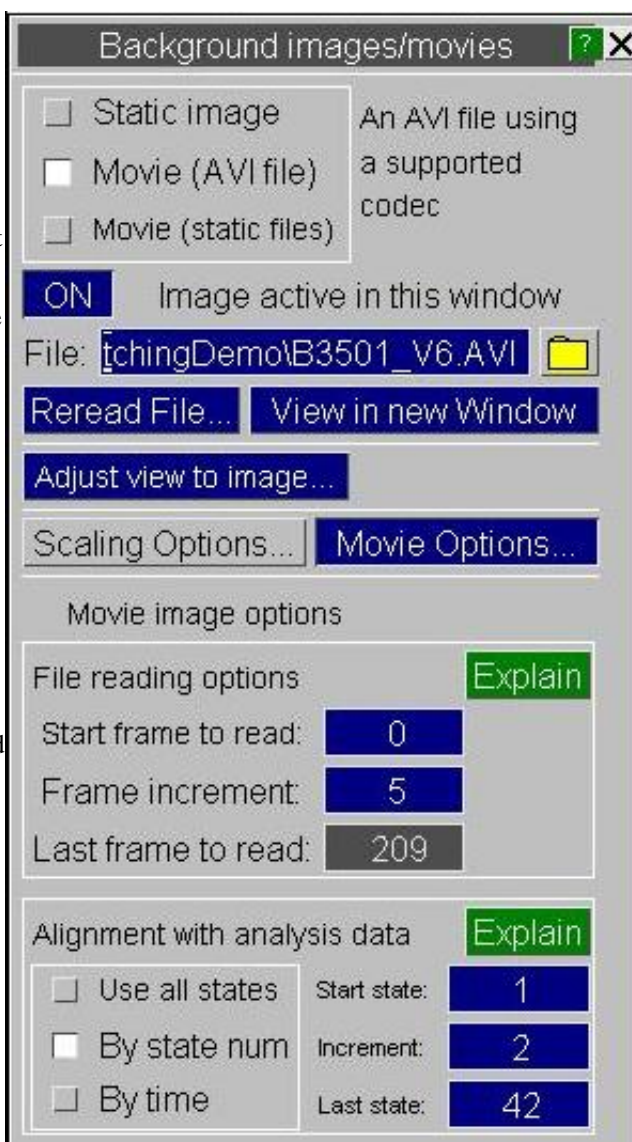 Background images/movies ? X
Static image
Movie (AVI file)
Movie (static files)
An AVI file using
a supported
codec
ON Image active in this window
File: tchingDemo\B3501_V6.AVI
Reread File... View in new Window
Adjust view to image...
Scaling Options... Movie Options...
Movie image options
File reading options Explain
Start frame to read: 0
Frame increment: 5
Last frame to read: 209
Alignment with analysis data Explain
Use all states Start state: 1
By state num Increment: 2
By time Last state: 42